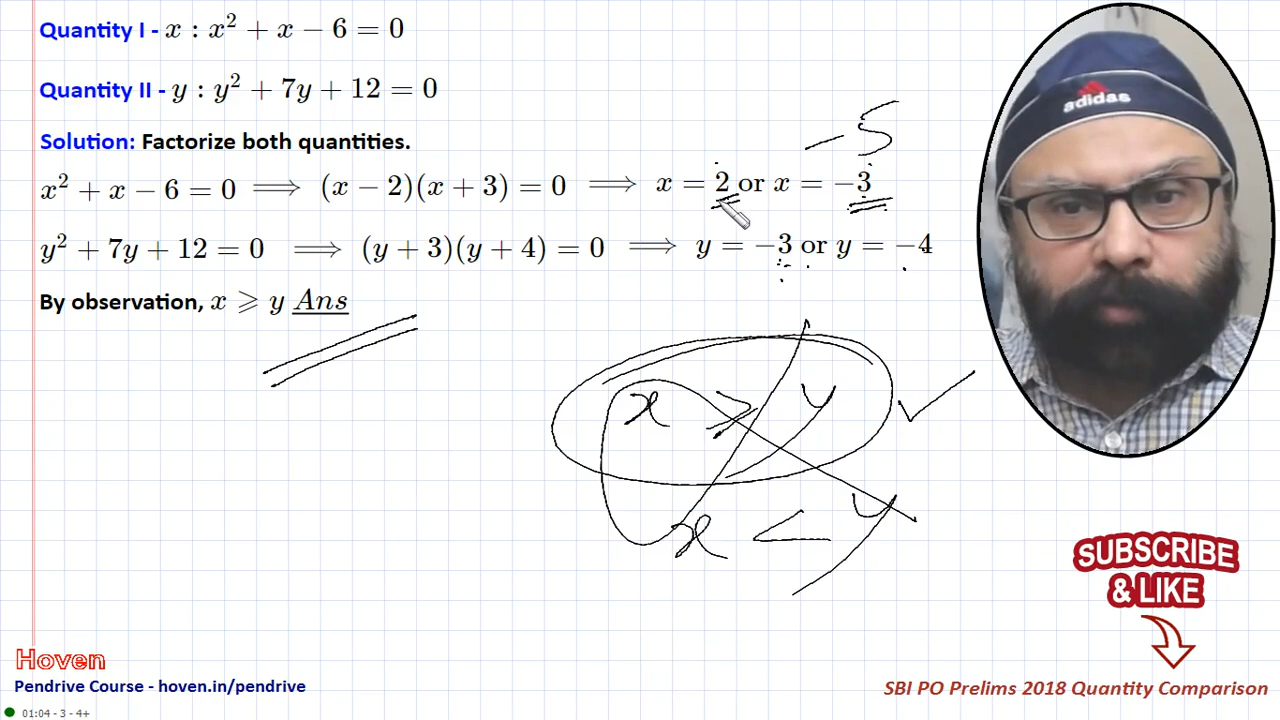 Quantity I - x : x² + x − 6 = 0
Quantity II - y : y² + 7y + 12 = 0
Solution: Factorize both quantities.
x² + x − 6 = 0 ⟹ (x − 2)(x + 3) = 0 ⟹ x = 2 or x = −3
y² + 7y + 12 = 0 ⟹ (y + 3)(y + 4) = 0 ⟹ y = −3 or y = −4
By observation, x ⩾ y Ans
−5
x ≥ y ✓
x < y
adidas
SUBSCRIBE
& LIKE
Hoven
Pendrive Course - hoven.in/pendrive
SBI PO Prelims 2018 Quantity Comparison
01:04 - 3 - 4+